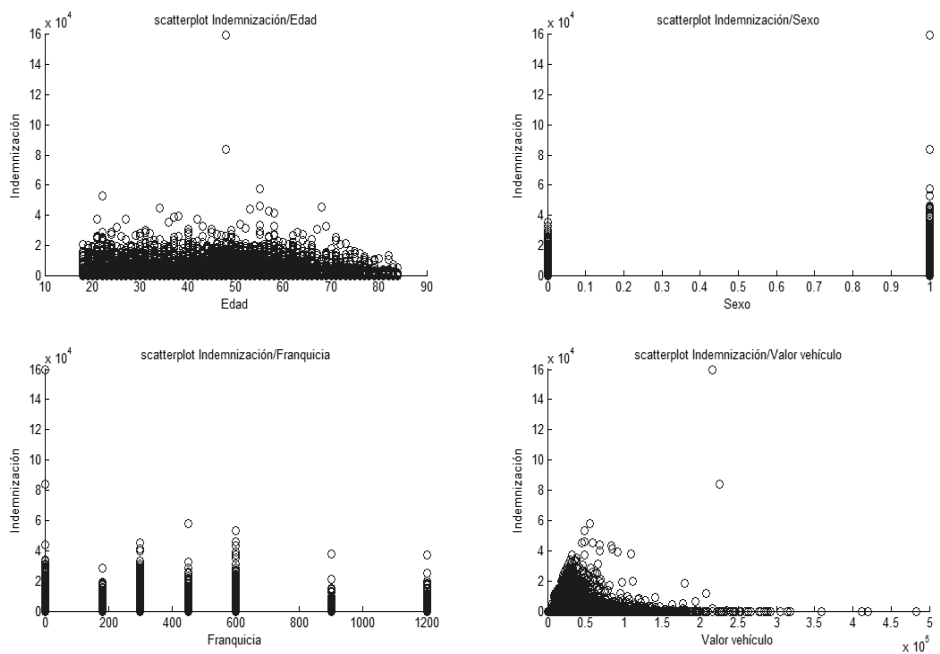 scatterplot Indemnización/Edad
x 10^4
16
14
12
10
8
6
4
2
0
Indemnización
10 20 30 40 50 60 70 80 90
Edad
scatterplot Indemnización/Sexo
x 10^4
16
14
12
10
8
6
4
2
0
Indemnización
0 0.1 0.2 0.3 0.4 0.5 0.6 0.7 0.8 0.9 1
Sexo
scatterplot Indemnización/Franquicia
x 10^4
16
14
12
10
8
6
4
2
0
Indemnización
0 200 400 600 800 1000 1200
Franquicia
scatterplot Indemnización/Valor vehículo
x 10^4
16
14
12
10
8
6
4
2
0
Indemnización
0 0.5 1 1.5 2 2.5 3 3.5 4 4.5 5
Valor vehículo
x 10^5